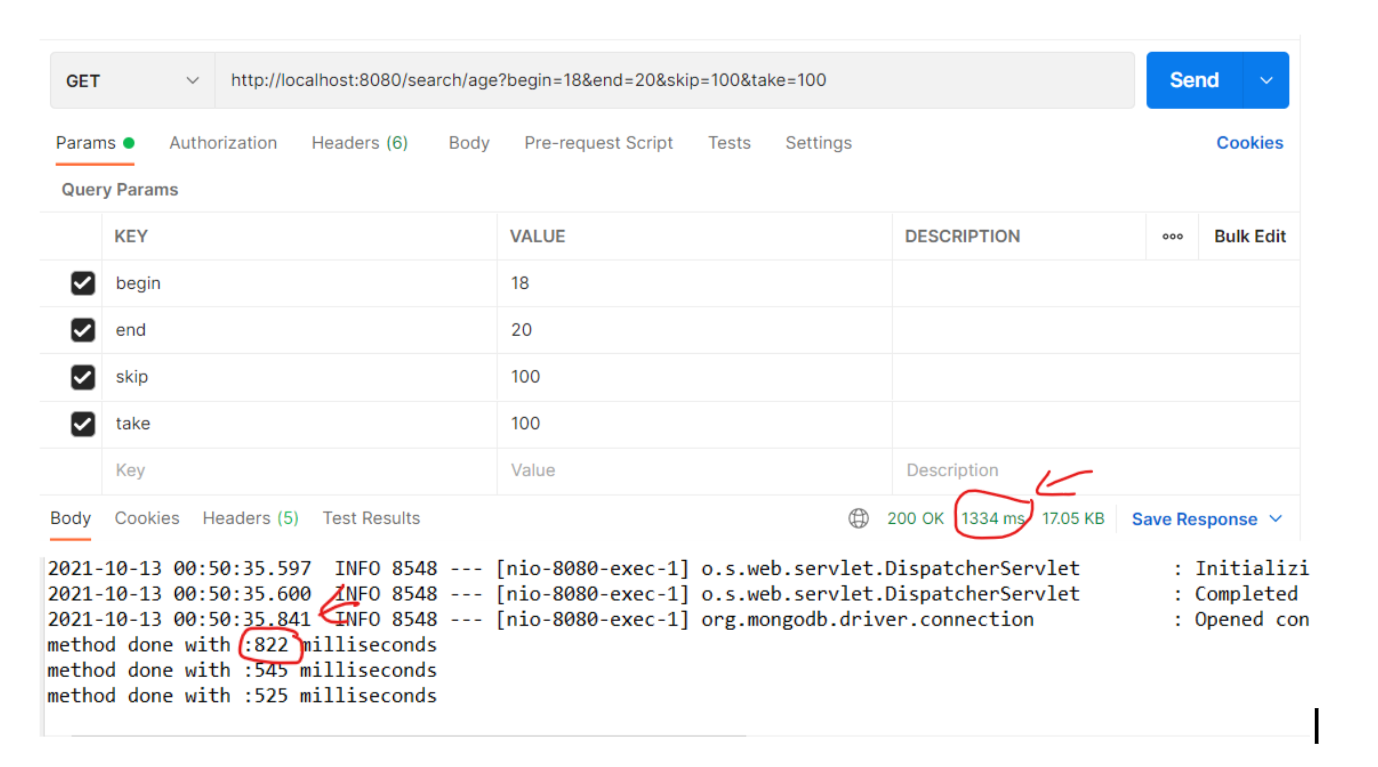 GET http://localhost:8080/search/age?begin=18&end=20&skip=100&take=100 Send
Params Authorization Headers (6) Body Pre-request Script Tests Settings Cookies
Query Params
KEY VALUE DESCRIPTION ooo Bulk Edit
begin 18
end 20
skip 100
take 100
Key Value Description
Body Cookies Headers (5) Test Results 200 OK 1334 ms 17.05 KB Save Response
2021-10-13 00:50:35.597 INFO 8548 --- [nio-8080-exec-1] o.s.web.servlet.DispatcherServlet : Initializi
2021-10-13 00:50:35.600 INFO 8548 --- [nio-8080-exec-1] o.s.web.servlet.DispatcherServlet : Completed
2021-10-13 00:50:35.841 INFO 8548 --- [nio-8080-exec-1] org.mongodb.driver.connection : Opened con
method done with :822 milliseconds
method done with :545 milliseconds
method done with :525 milliseconds